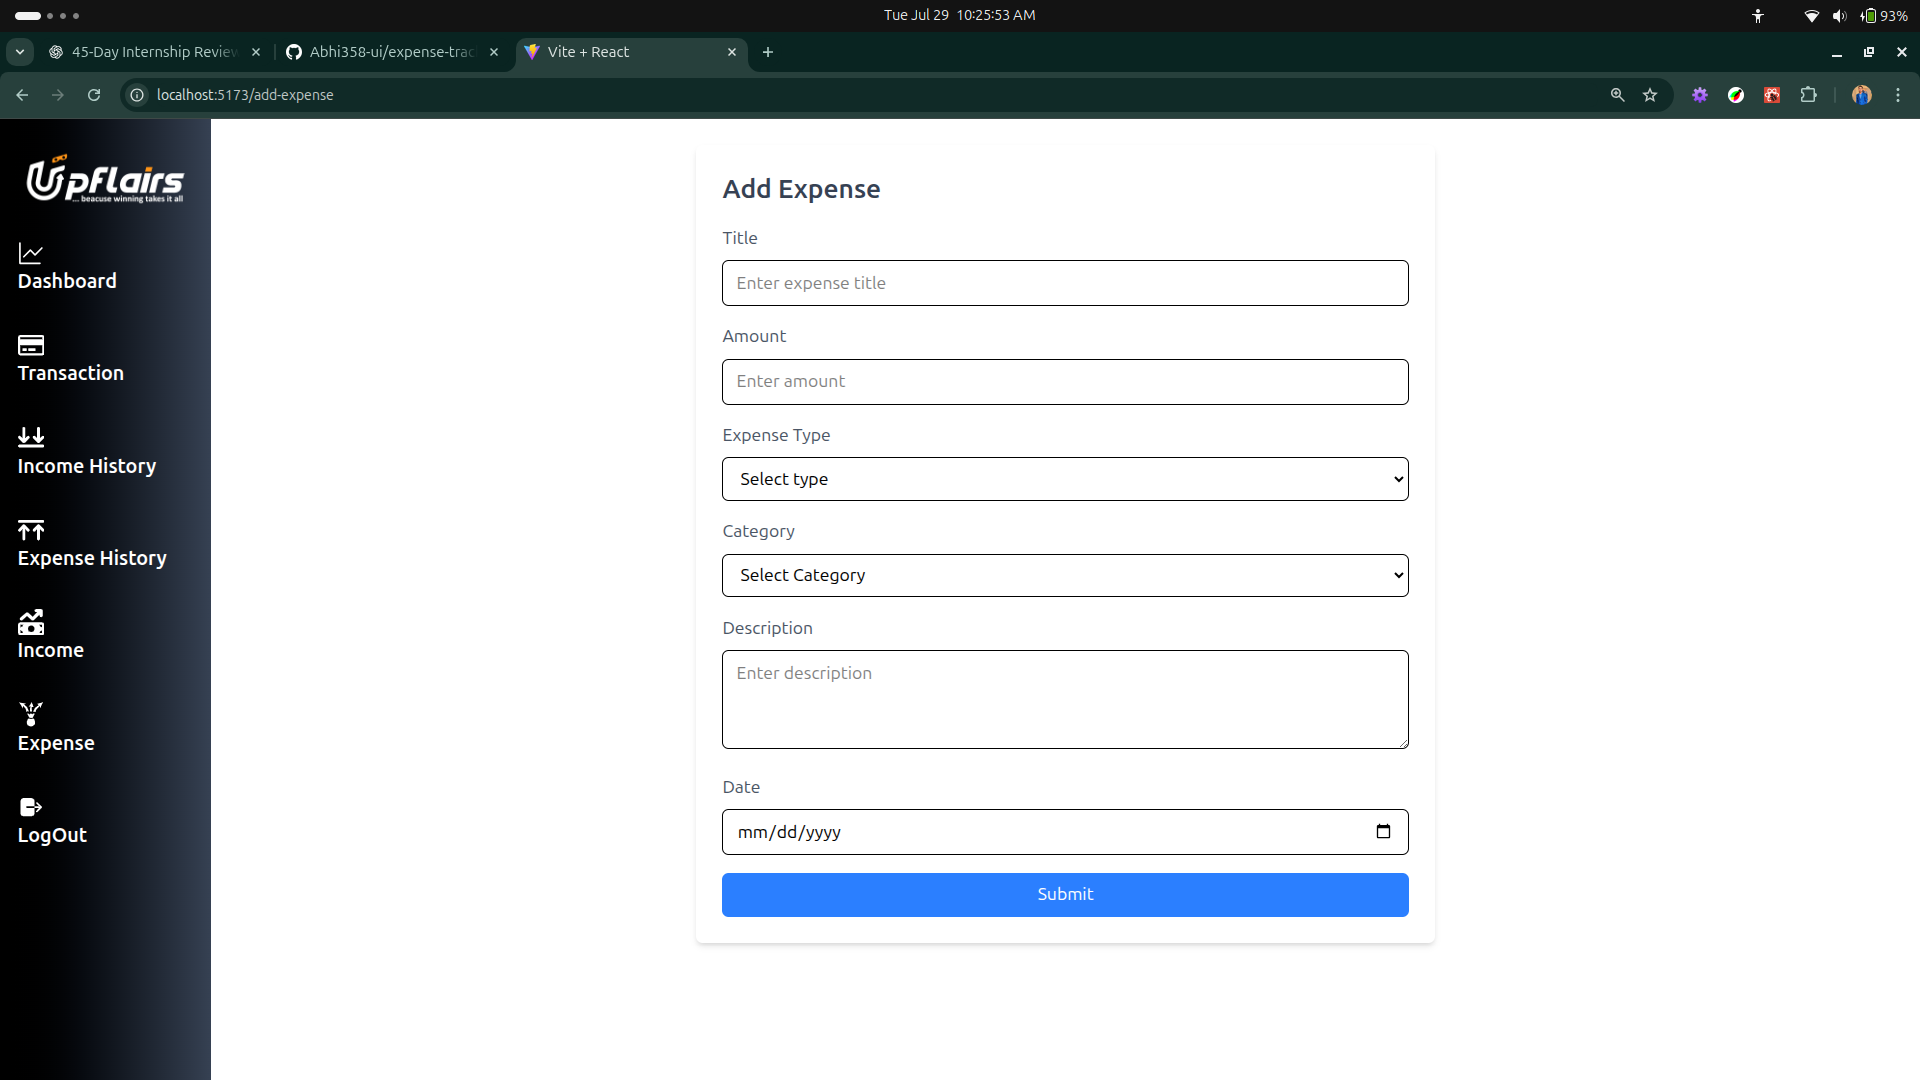 Tue Jul 29  10:25:53 AM
93%
45-Day Internship Review
Abhi358-ui/expense-trac
Vite + React
localhost:5173/add-expense
Upflairs
... beacuse winning takes it all
Dashboard
Transaction
Income History
Expense History
Income
Expense
LogOut
Add Expense
Title
Enter expense title
Amount
Enter amount
Expense Type
Select type
Category
Select Category
Description
Enter description
Date
mm/dd/yyyy
Submit